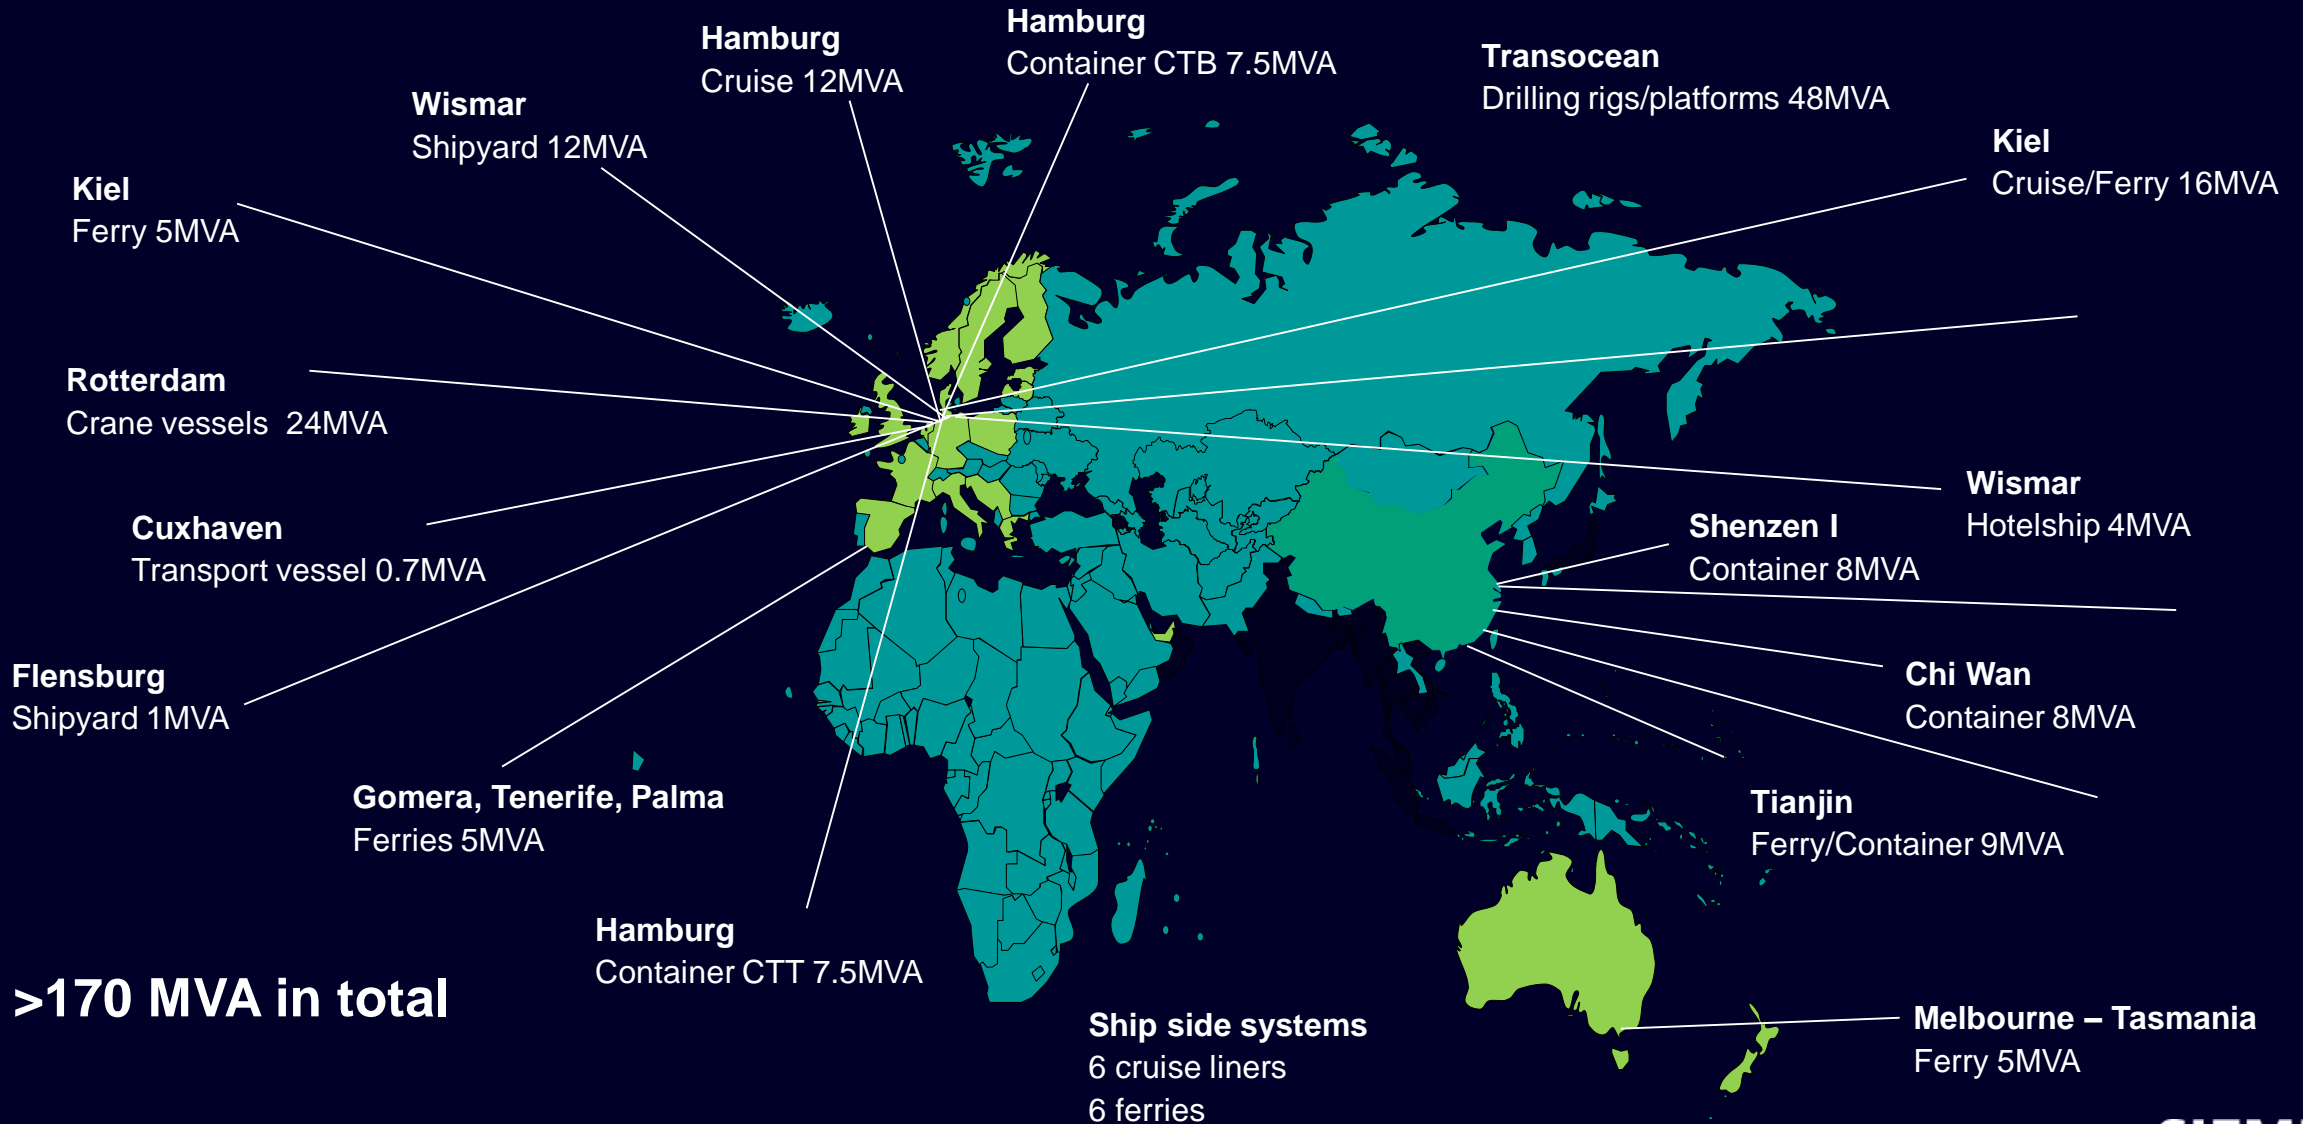 Hamburg
Container CTB 7.5MVA
Hamburg
Cruise 12MVA
Transocean
Drilling rigs/platforms 48MVA
Wismar
Shipyard 12MVA
Kiel
Cruise/Ferry 16MVA
Kiel
Ferry 5MVA
Rotterdam
Crane vessels 24MVA
Wismar
Hotelship 4MVA
Shenzen I
Container 8MVA
Cuxhaven
Transport vessel 0.7MVA
Chi Wan
Container 8MVA
Flensburg
Shipyard 1MVA
Gomera, Tenerife, Palma
Ferries 5MVA
Tianjin
Ferry/Container 9MVA
Hamburg
Container CTT 7.5MVA
>170 MVA in total
Ship side systems
6 cruise liners
6 ferries
Melbourne – Tasmania
Ferry 5MVA